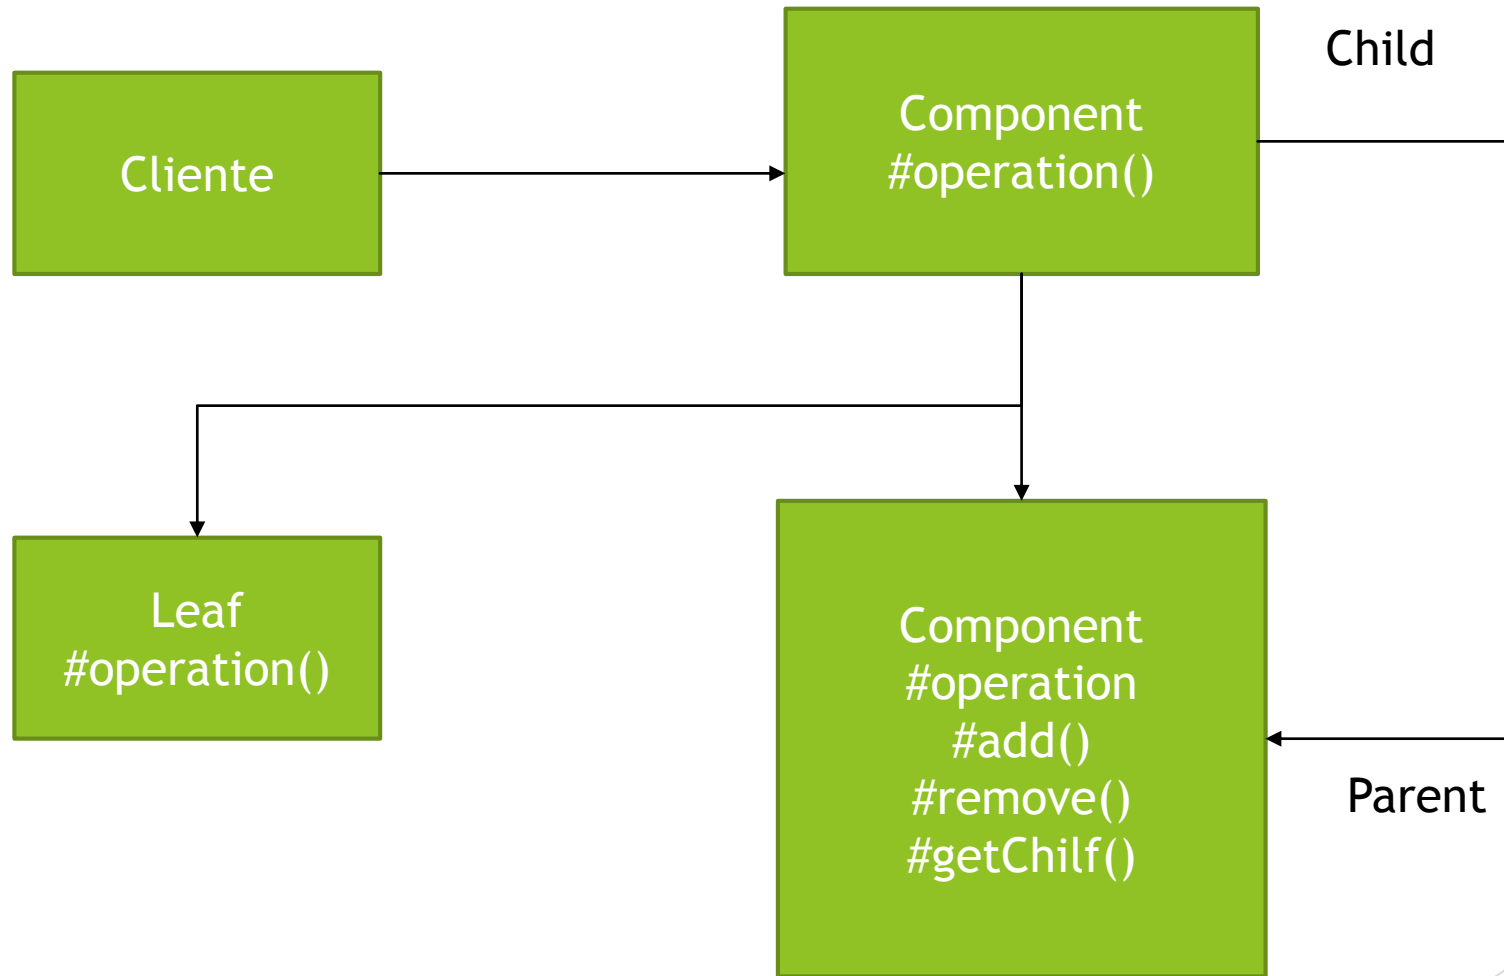 Cliente
Component
#operation()
Child
Leaf
#operation()
Component
#operation
#add()
#remove()
#getChilf()
Parent